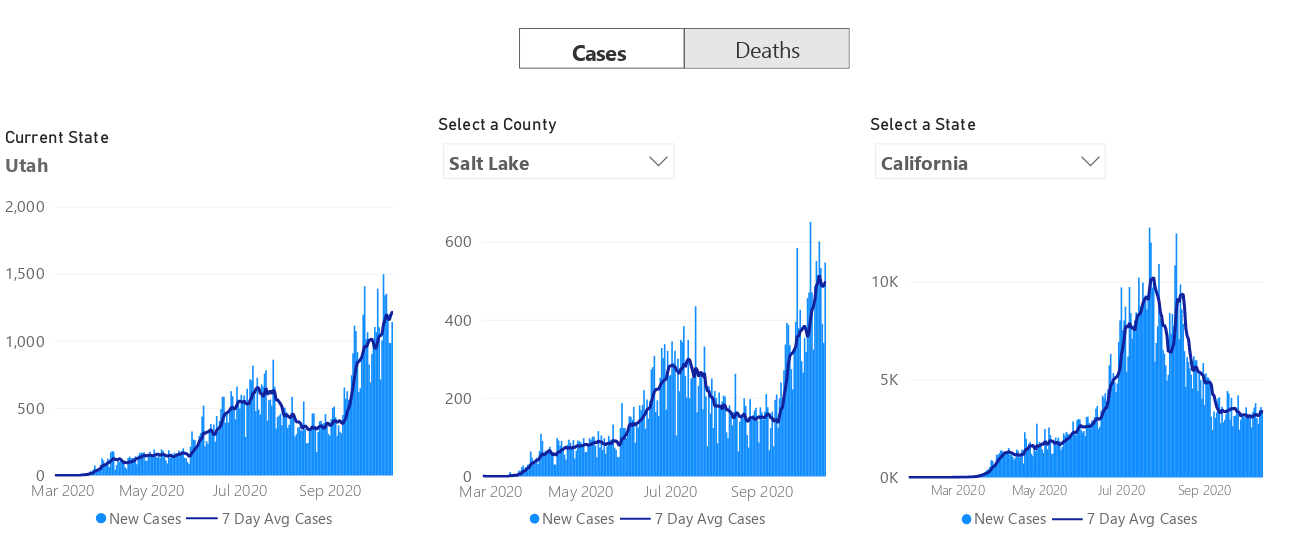 Cases Deaths
Current State
Utah
2,000
1,500
1,000
500
0
Mar 2020 May 2020 Jul 2020 Sep 2020
New Cases 7 Day Avg Cases
Select a County
Salt Lake
600
400
200
0
Mar 2020 May 2020 Jul 2020 Sep 2020
New Cases 7 Day Avg Cases
Select a State
California
10K
5K
0K
Mar 2020 May 2020 Jul 2020 Sep 2020
New Cases 7 Day Avg Cases